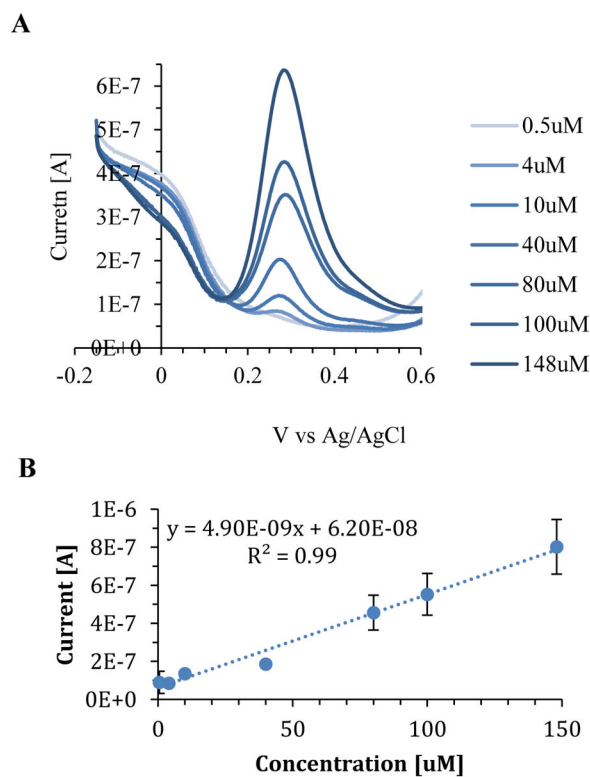 A
6E-7
5E-7
4E-7
3E-7
2E-7
1E-7
0E+0
Curretn [A]
-0.2 0 0.2 0.4 0.6
V vs Ag/AgCl
0.5uM
4uM
10uM
40uM
80uM
100uM
148uM
B
1E-6
8E-7
6E-7
4E-7
2E-7
0E+0
Current [A]
y = 4.90E-09x + 6.20E-08
R² = 0.99
0 50 100 150
Concentration [uM]